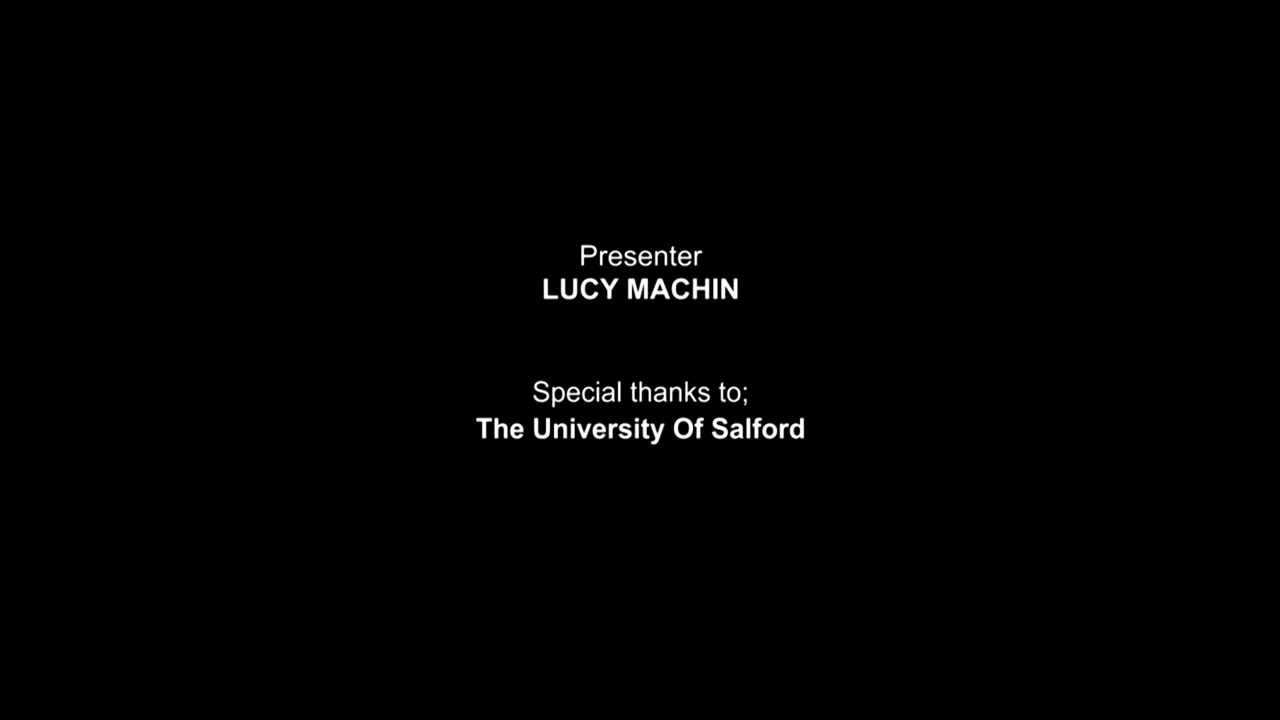 Presenter
LUCY MACHIN
Special thanks to;
The University Of Salford